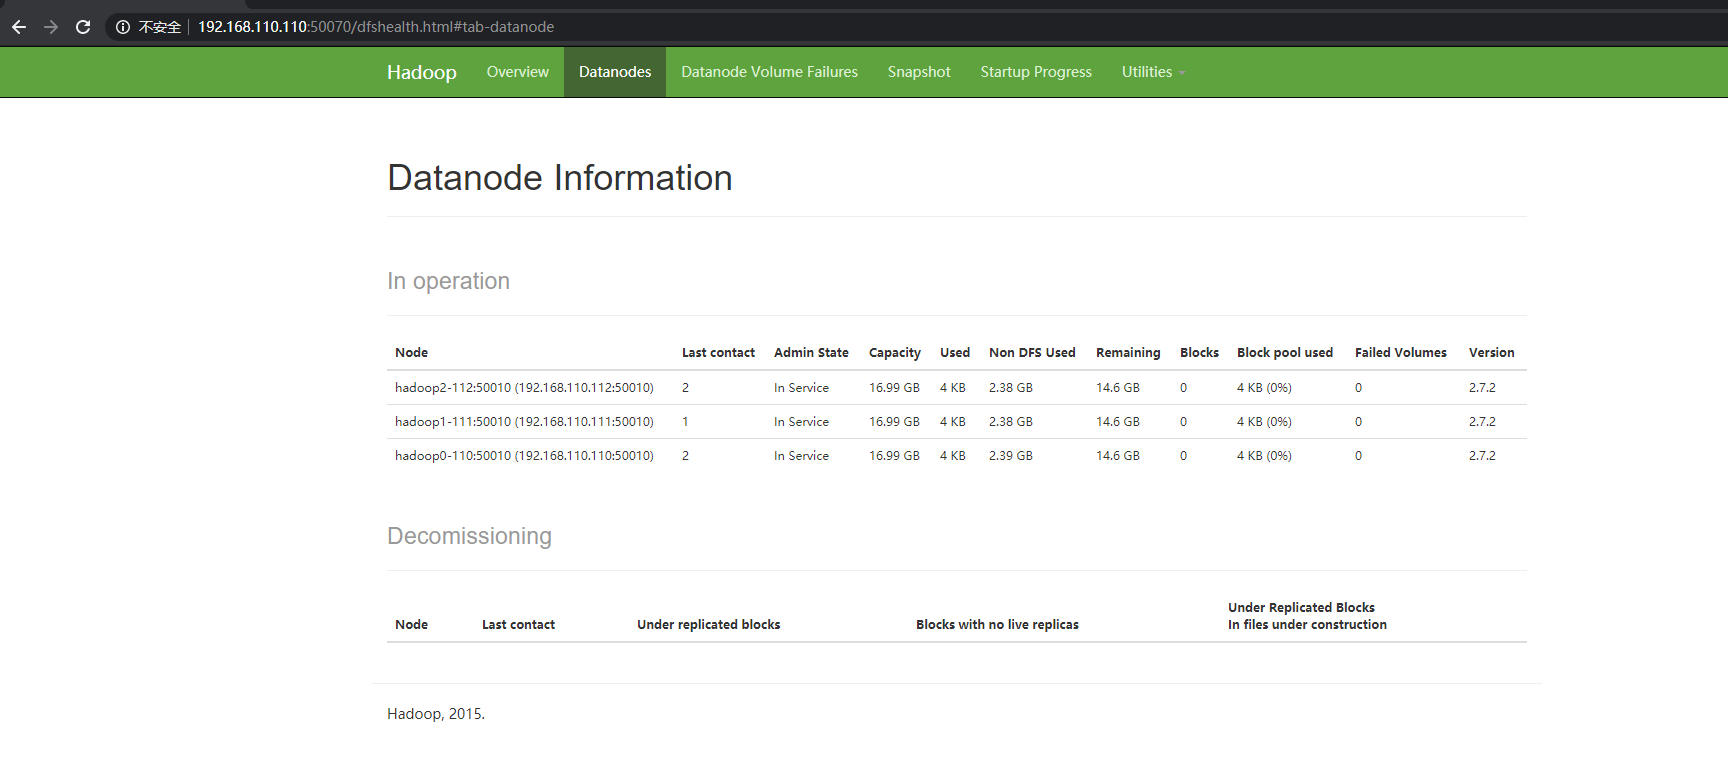 不安全 192.168.110.110:50070/dfshealth.html#tab-datanode
Hadoop Overview Datanodes Datanode Volume Failures Snapshot Startup Progress Utilities
Datanode Information
In operation
Node Last contact Admin State Capacity Used Non DFS Used Remaining Blocks Block pool used Failed Volumes Version
hadoop2-112:50010 (192.168.110.112:50010) 2 In Service 16.99 GB 4 KB 2.38 GB 14.6 GB 0 4 KB (0%) 0 2.7.2
hadoop1-111:50010 (192.168.110.111:50010) 1 In Service 16.99 GB 4 KB 2.38 GB 14.6 GB 0 4 KB (0%) 0 2.7.2
hadoop0-110:50010 (192.168.110.110:50010) 2 In Service 16.99 GB 4 KB 2.39 GB 14.6 GB 0 4 KB (0%) 0 2.7.2
Decomissioning
Node Last contact Under replicated blocks Blocks with no live replicas Under Replicated Blocks
In files under construction
Hadoop, 2015.